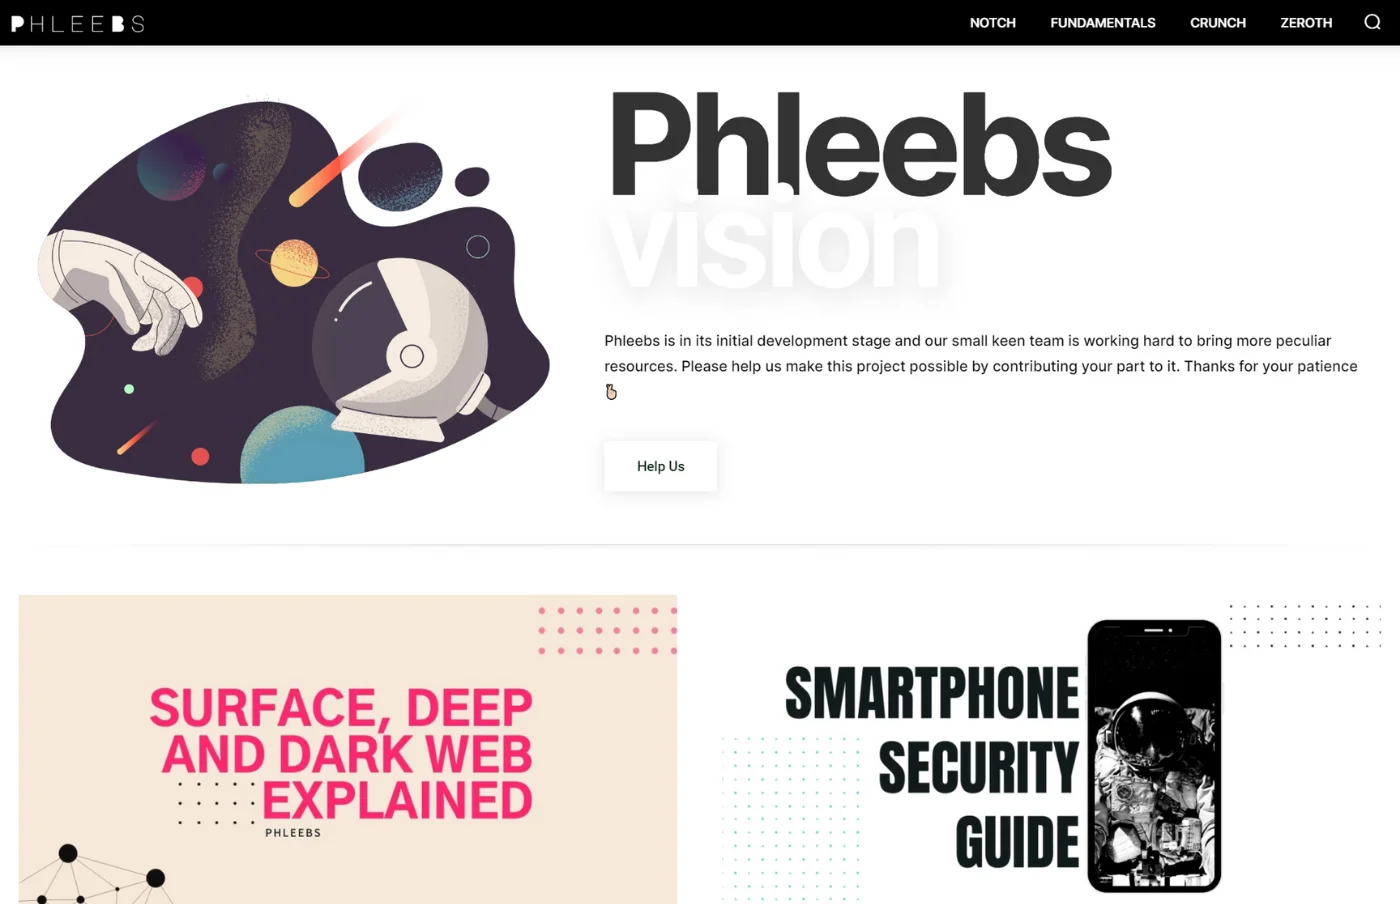 PHLEEBS
NOTCH
FUNDAMENTALS
CRUNCH
ZEROTH
Phleebs
vision
Phleebs is in its initial development stage and our small keen team is working hard to bring more peculiar
resources. Please help us make this project possible by contributing your part to it. Thanks for your patience
Help Us
SURFACE, DEEP
AND DARK WEB
EXPLAINED
PHLEEBS
SMARTPHONE
SECURITY
GUIDE